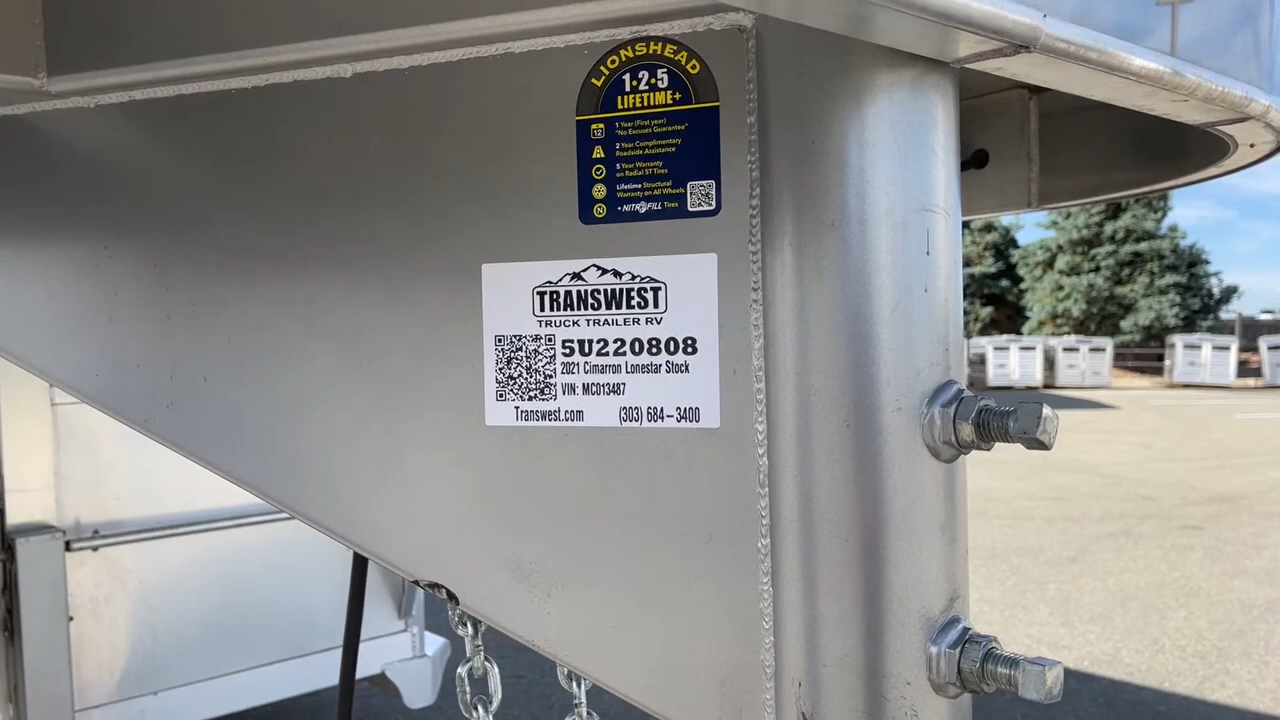 LIONSHEAD
1·2·5
LIFETIME+
12
1 Year (First year)
"No Excuses Guarantee"
2 Year Complimentary
Roadside Assistance
5 Year Warranty
on Radial ST Tires
Lifetime Structural
Warranty on All Wheels
N
+ NITROFILL Tires
TRANSWEST
TRUCK TRAILER RV
5U220808
2021 Cimarron Lonestar Stock
VIN: MC013487
Transwest.com (303) 684-3400